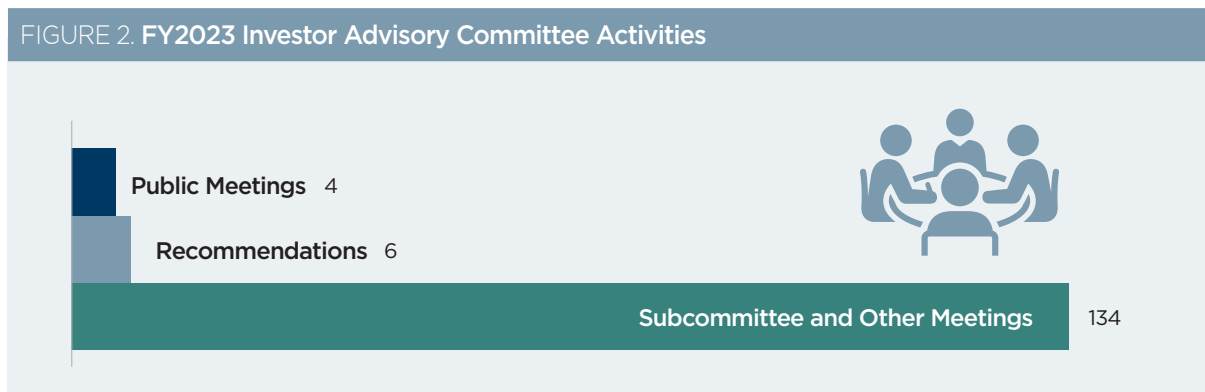 FIGURE 2. FY2023 Investor Advisory Committee Activities
Public Meetings 4
Recommendations 6
Subcommittee and Other Meetings 134